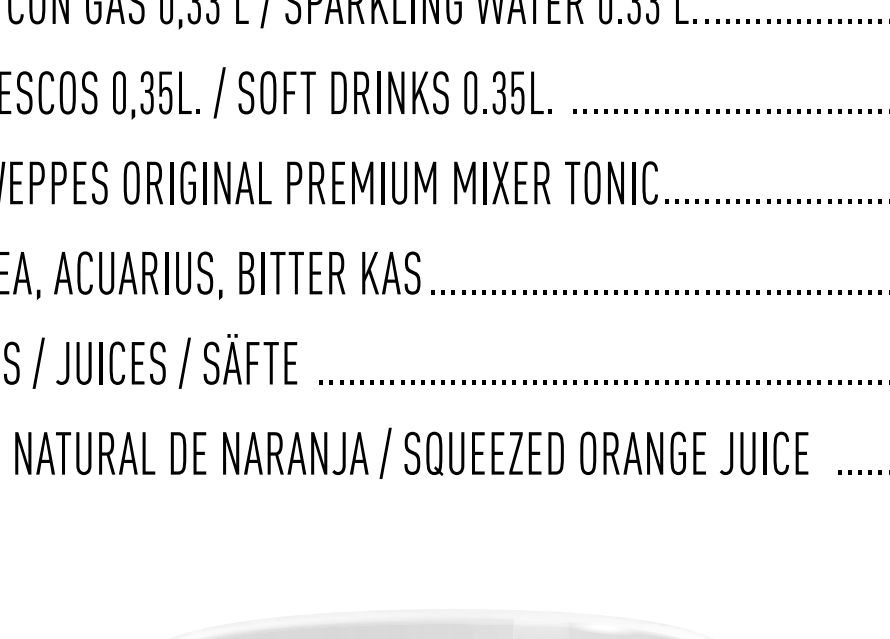 CON GAS 0,33 L / SPARKLING WATER 0.33 L.
ESCOS 0,35L. / SOFT DRINKS 0.35L.
WEPPES ORIGINAL PREMIUM MIXER TONIC
EA, ACUARIUS, BITTER KAS
S / JUICES / SÄFTE
NATURAL DE NARANJA / SQUEEZED ORANGE JUICE